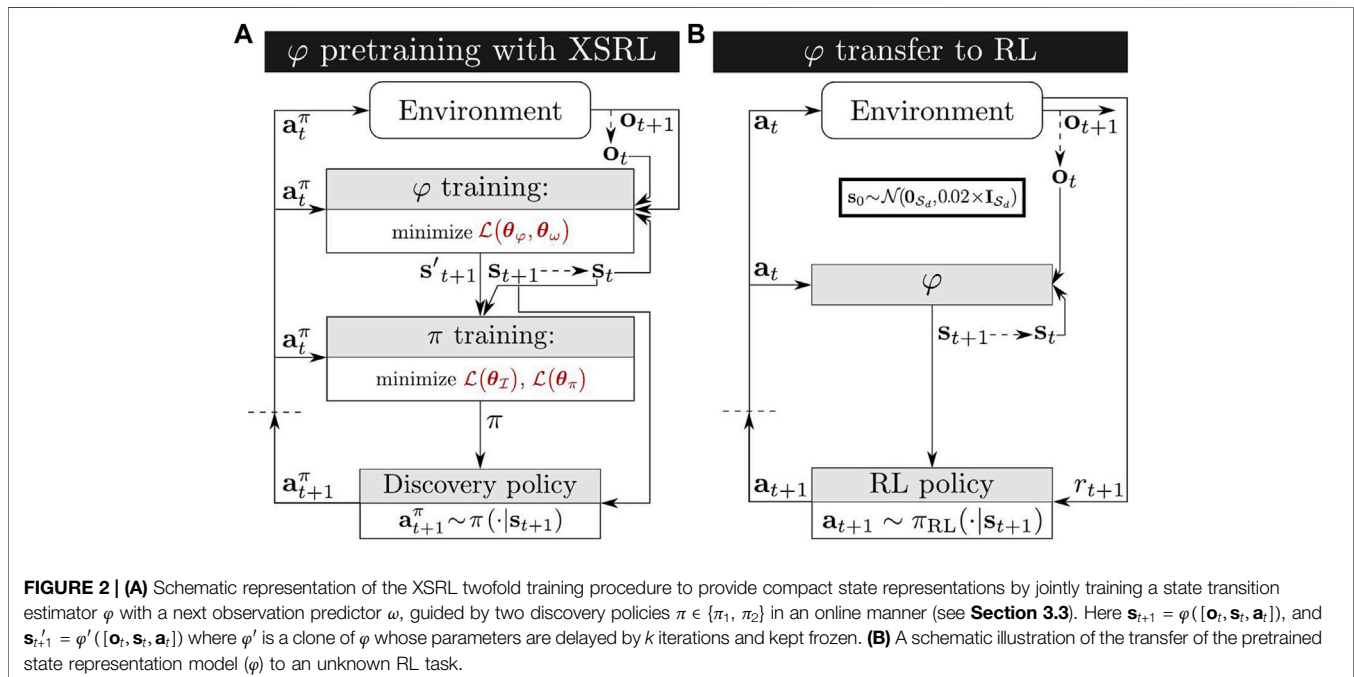 A
φ pretraining with XSRL
Environment
a_t^π
o_{t+1}
o_t
a_t^π
φ training:
minimize L(θ_φ, θ_ω)
s'_{t+1} s_{t+1} s_t
a_t^π
π training:
minimize L(θ_I), L(θ_π)
π
a_{t+1}^π
Discovery policy
a_{t+1}^π ~ π(·|s_{t+1})
B
φ transfer to RL
Environment
a_t
o_{t+1}
o_t
s_0 ~ N(0_{S_d}, 0.02 × I_{S_d})
a_t
φ
s_{t+1} s_t
a_{t+1}
RL policy
r_{t+1}
a_{t+1} ~ π_RL(·|s_{t+1})
FIGURE 2 | (A) Schematic representation of the XSRL twofold training procedure to provide compact state representations by jointly training a state transition
estimator φ with a next observation predictor ω, guided by two discovery policies π ∈ {π₁, π₂} in an online manner (see Section 3.3). Here s_{t+1} = φ([o_t, s_t, a_t]), and
s'_{t+1} = φ'([o_t, s_t, a_t]) where φ' is a clone of φ whose parameters are delayed by k iterations and kept frozen. (B) A schematic illustration of the transfer of the pretrained
state representation model (φ) to an unknown RL task.